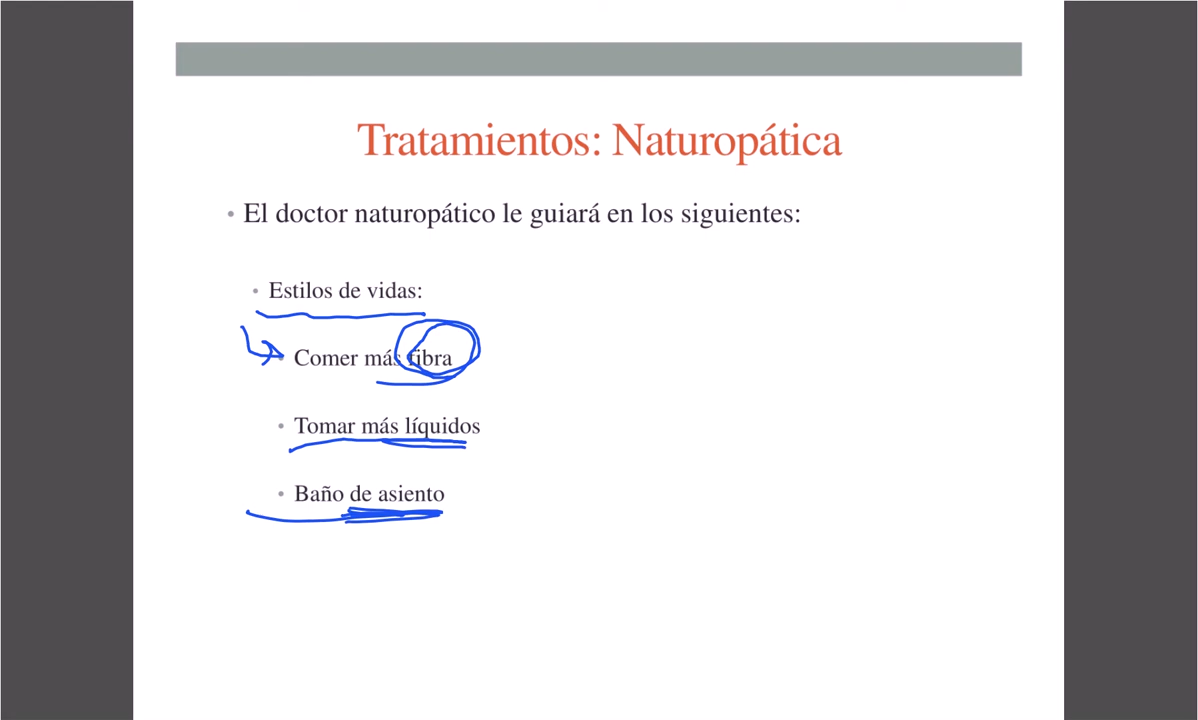 Tratamientos: Naturopática
• El doctor naturopático le guiará en los siguientes:
• Estilos de vidas:
• Comer más fibra
• Tomar más líquidos
• Baño de asiento